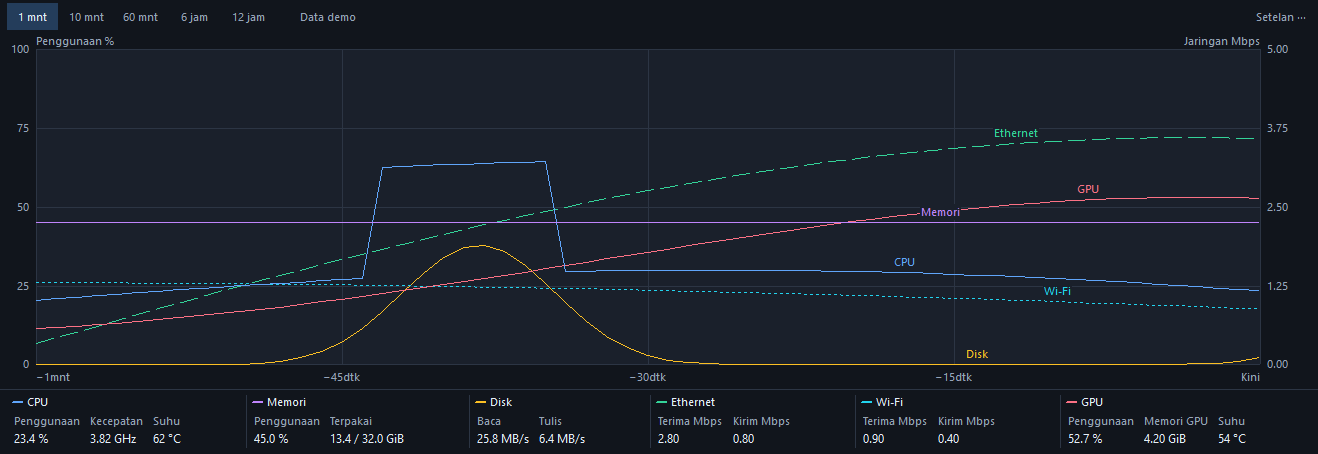 1 mnt 10 mnt 60 mnt 6 jam 12 jam Data demo Setelan ···
Penggunaan % Jaringan Mbps
100 5.00
Ethernet
75 3.75
GPU
50 Memori 2.50
CPU
25 Wi-Fi 1.25
Disk
0 0.00
−1mnt −45dtk −30dtk −15dtk Kini
CPU Memori Disk Ethernet Wi-Fi GPU
Penggunaan Kecepatan Suhu Penggunaan Terpakai Baca Tulis Terima Mbps Kirim Mbps Terima Mbps Kirim Mbps Penggunaan Memori GPU Suhu
23.4 % 3.82 GHz 62 °C 45.0 % 13.4 / 32.0 GiB 25.8 MB/s 6.4 MB/s 2.80 0.80 0.90 0.40 52.7 % 4.20 GiB 54 °C